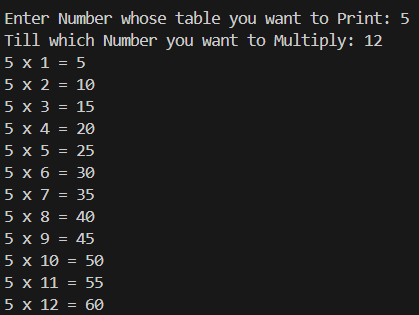 Enter Number whose table you want to Print: 5
Till which Number you want to Multiply: 12
5 x 1 = 5
5 x 2 = 10
5 x 3 = 15
5 x 4 = 20
5 x 5 = 25
5 x 6 = 30
5 x 7 = 35
5 x 8 = 40
5 x 9 = 45
5 x 10 = 50
5 x 11 = 55
5 x 12 = 60